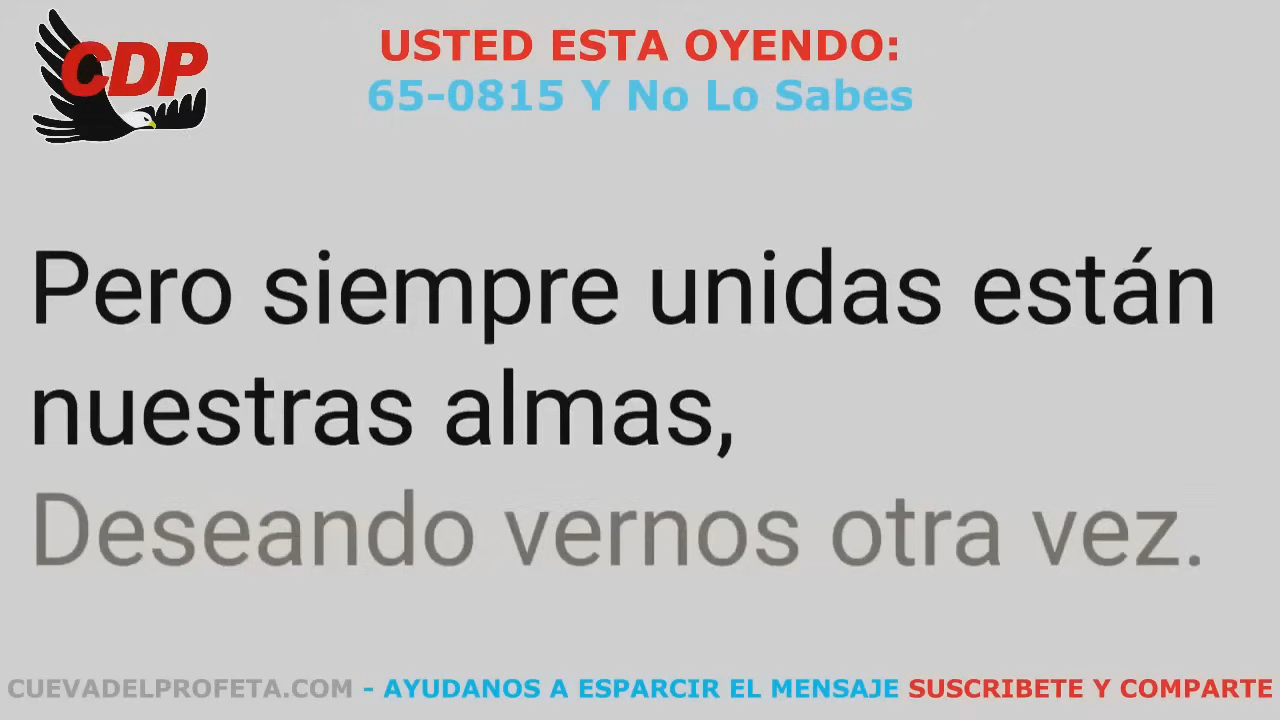 CDP
USTED ESTA OYENDO:
65-0815 Y No Lo Sabes
Pero siempre unidas están
nuestras almas,
Deseando vernos otra vez.
CUEVADELPROFETA.COM - AYUDANOS A ESPARCIR EL MENSAJE SUSCRIBETE Y COMPARTE